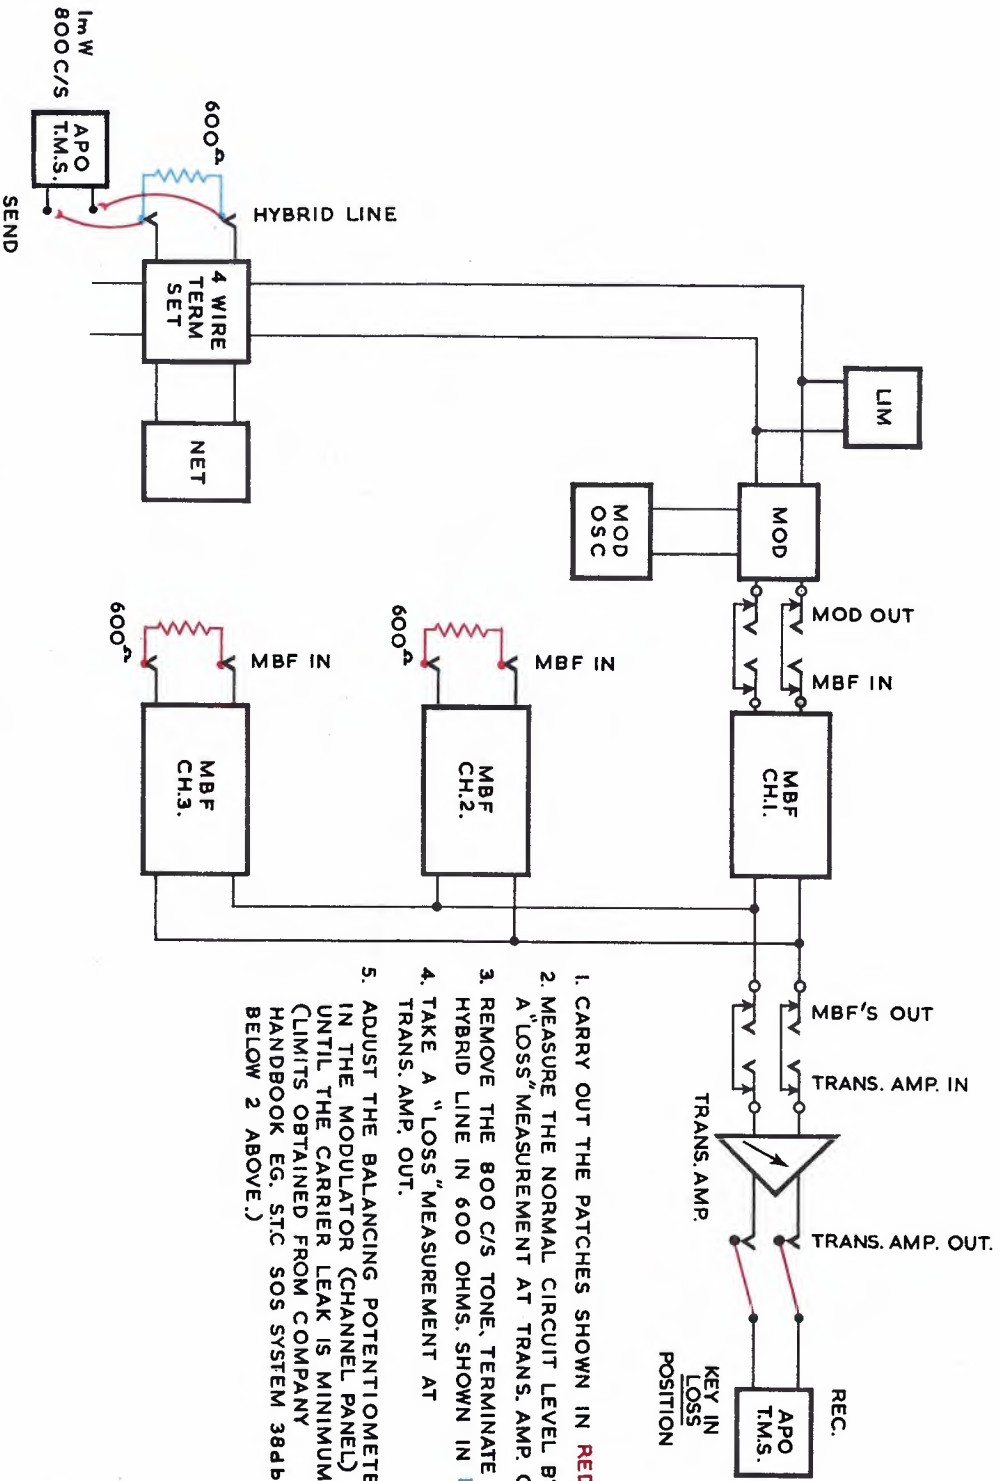 LIM
MOD
MOD OSC
MOD OUT
MBF IN
MBF
CH.1.
MBF'S OUT
TRANS. AMP. IN
TRANS. AMP.
TRANS. AMP. OUT.
REC.
APO
T.M.S.
KEY IN
LOSS
POSITION
600Ω
MBF IN
MBF
CH.2.
600Ω
MBF IN
MBF
CH.3.
1mW
800 C/S
APO
T.M.S.
SEND
600Ω
HYBRID LINE
4 WIRE
TERM
SET
NET
1. CARRY OUT THE PATCHES SHOWN IN RED
2. MEASURE THE NORMAL CIRCUIT LEVEL BY
A "LOSS" MEASUREMENT AT TRANS. AMP.
3. REMOVE THE 800 C/S TONE, TERMINATE
HYBRID LINE IN 600 OHMS. SHOWN IN
4. TAKE A "LOSS" MEASUREMENT AT
TRANS. AMP. OUT.
5. ADJUST THE BALANCING POTENTIOMETE
IN THE MODULATOR (CHANNEL PANEL)
UNTIL THE CARRIER LEAK IS MINIMUM
(LIMITS OBTAINED FROM COMPANY
HANDBOOK EG. ST.C SOS SYSTEM 38db
BELOW 2 ABOVE.)